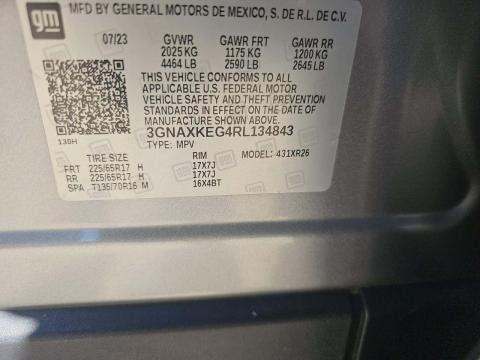 gm
MFD BY GENERAL MOTORS DE MEXICO, S. DE R.L. DE C.V.
07/23 GVWR GAWR FRT GAWR RR
2025 KG 1175 KG 1200 KG
4464 LB 2590 LB 2645 LB
THIS VEHICLE CONFORMS TO ALL
APPLICABLE U.S. FEDERAL MOTOR
VEHICLE SAFETY AND THEFT PREVENTION
STANDARDS IN EFFECT ON THE DATE
OF MANUFACTURE SHOWN ABOVE.
3GNAXKEG4RL134843
130H TYPE: MPV
TIRE SIZE RIM MODEL: 431XR26
FRT 225/65R17 H 17X7J
RR 225/65R17 H 17X7J
SPA T135/70R16 M 16X4BT